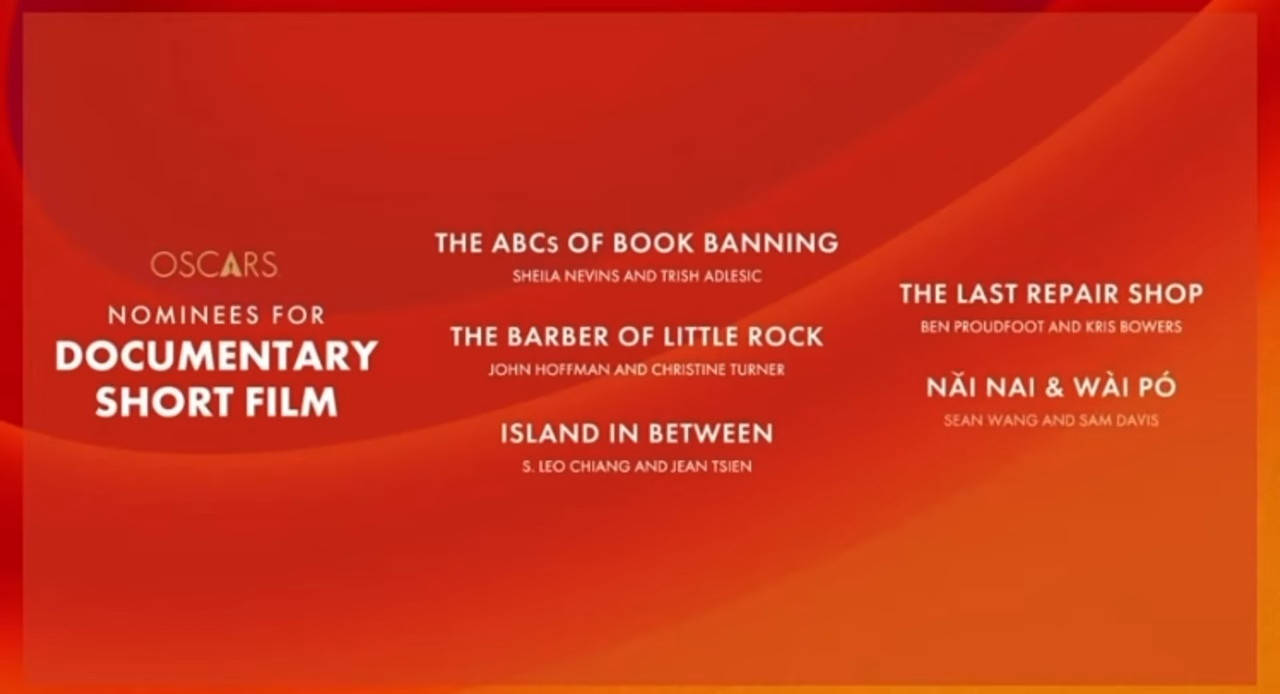 OSCARS
NOMINEES FOR
DOCUMENTARY
SHORT FILM
THE ABCs OF BOOK BANNING
SHEILA NEVINS AND TRISH ADLESIC
THE BARBER OF LITTLE ROCK
JOHN HOFFMAN AND CHRISTINE TURNER
ISLAND IN BETWEEN
S. LEO CHIANG AND JEAN TSIEN
THE LAST REPAIR SHOP
BEN PROUDFOOT AND KRIS BOWERS
NĂI NAI & WÀI PÓ
SEAN WANG AND SAM DAVIS